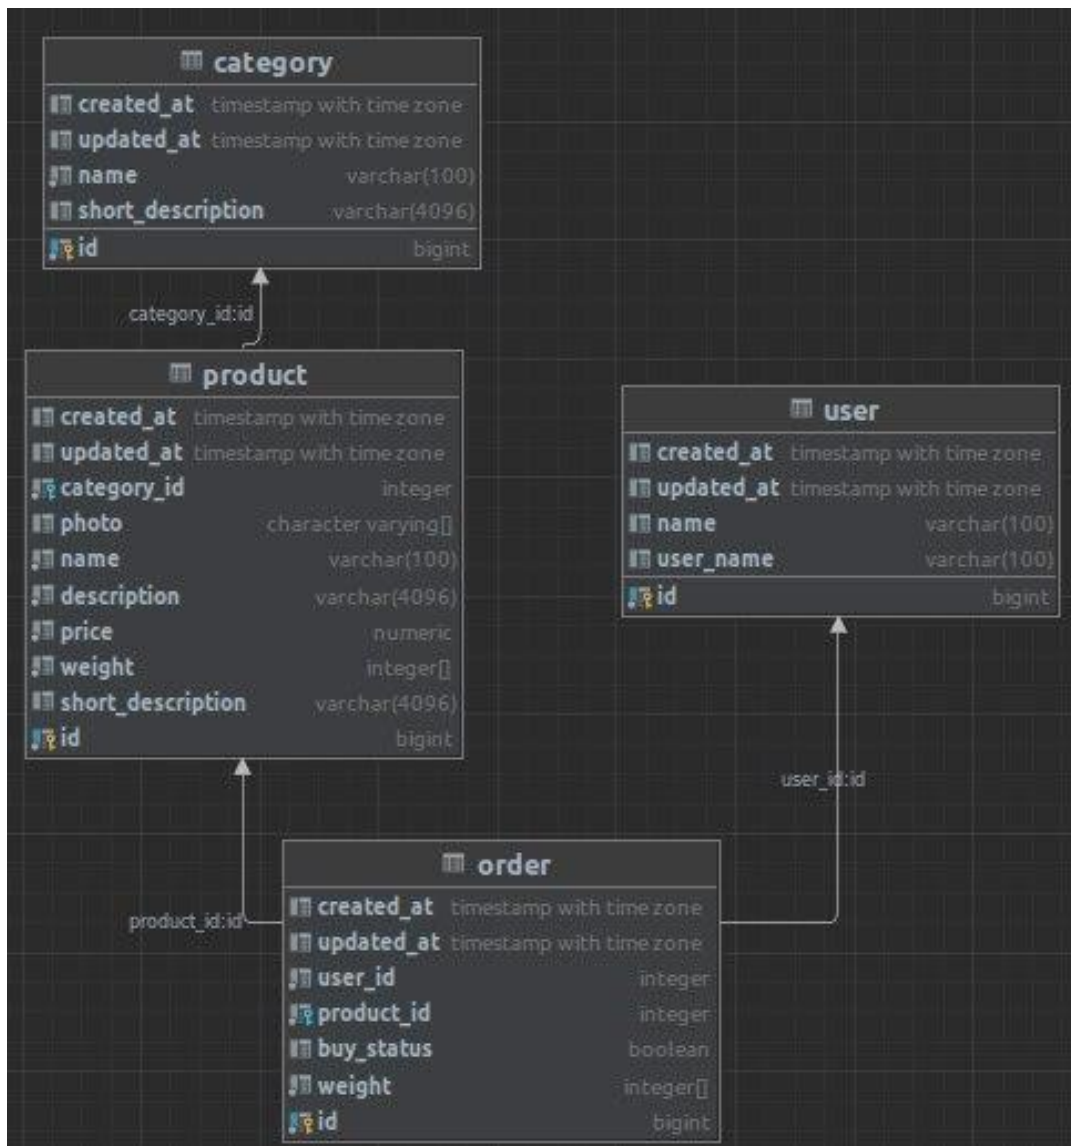 category
created_at timestamp with time zone
updated_at timestamp with time zone
name varchar(100)
short_description varchar(4096)
id bigint
category_id:id
product
created_at timestamp with time zone
updated_at timestamp with time zone
category_id integer
photo character varying[]
name varchar(100)
description varchar(4096)
price numeric
weight integer[]
short_description varchar(4096)
id bigint
user
created_at timestamp with time zone
updated_at timestamp with time zone
name varchar(100)
user_name varchar(100)
id bigint
user_id:id
product_id:id
order
created_at timestamp with time zone
updated_at timestamp with time zone
user_id integer
product_id integer
buy_status boolean
weight integer[]
id bigint